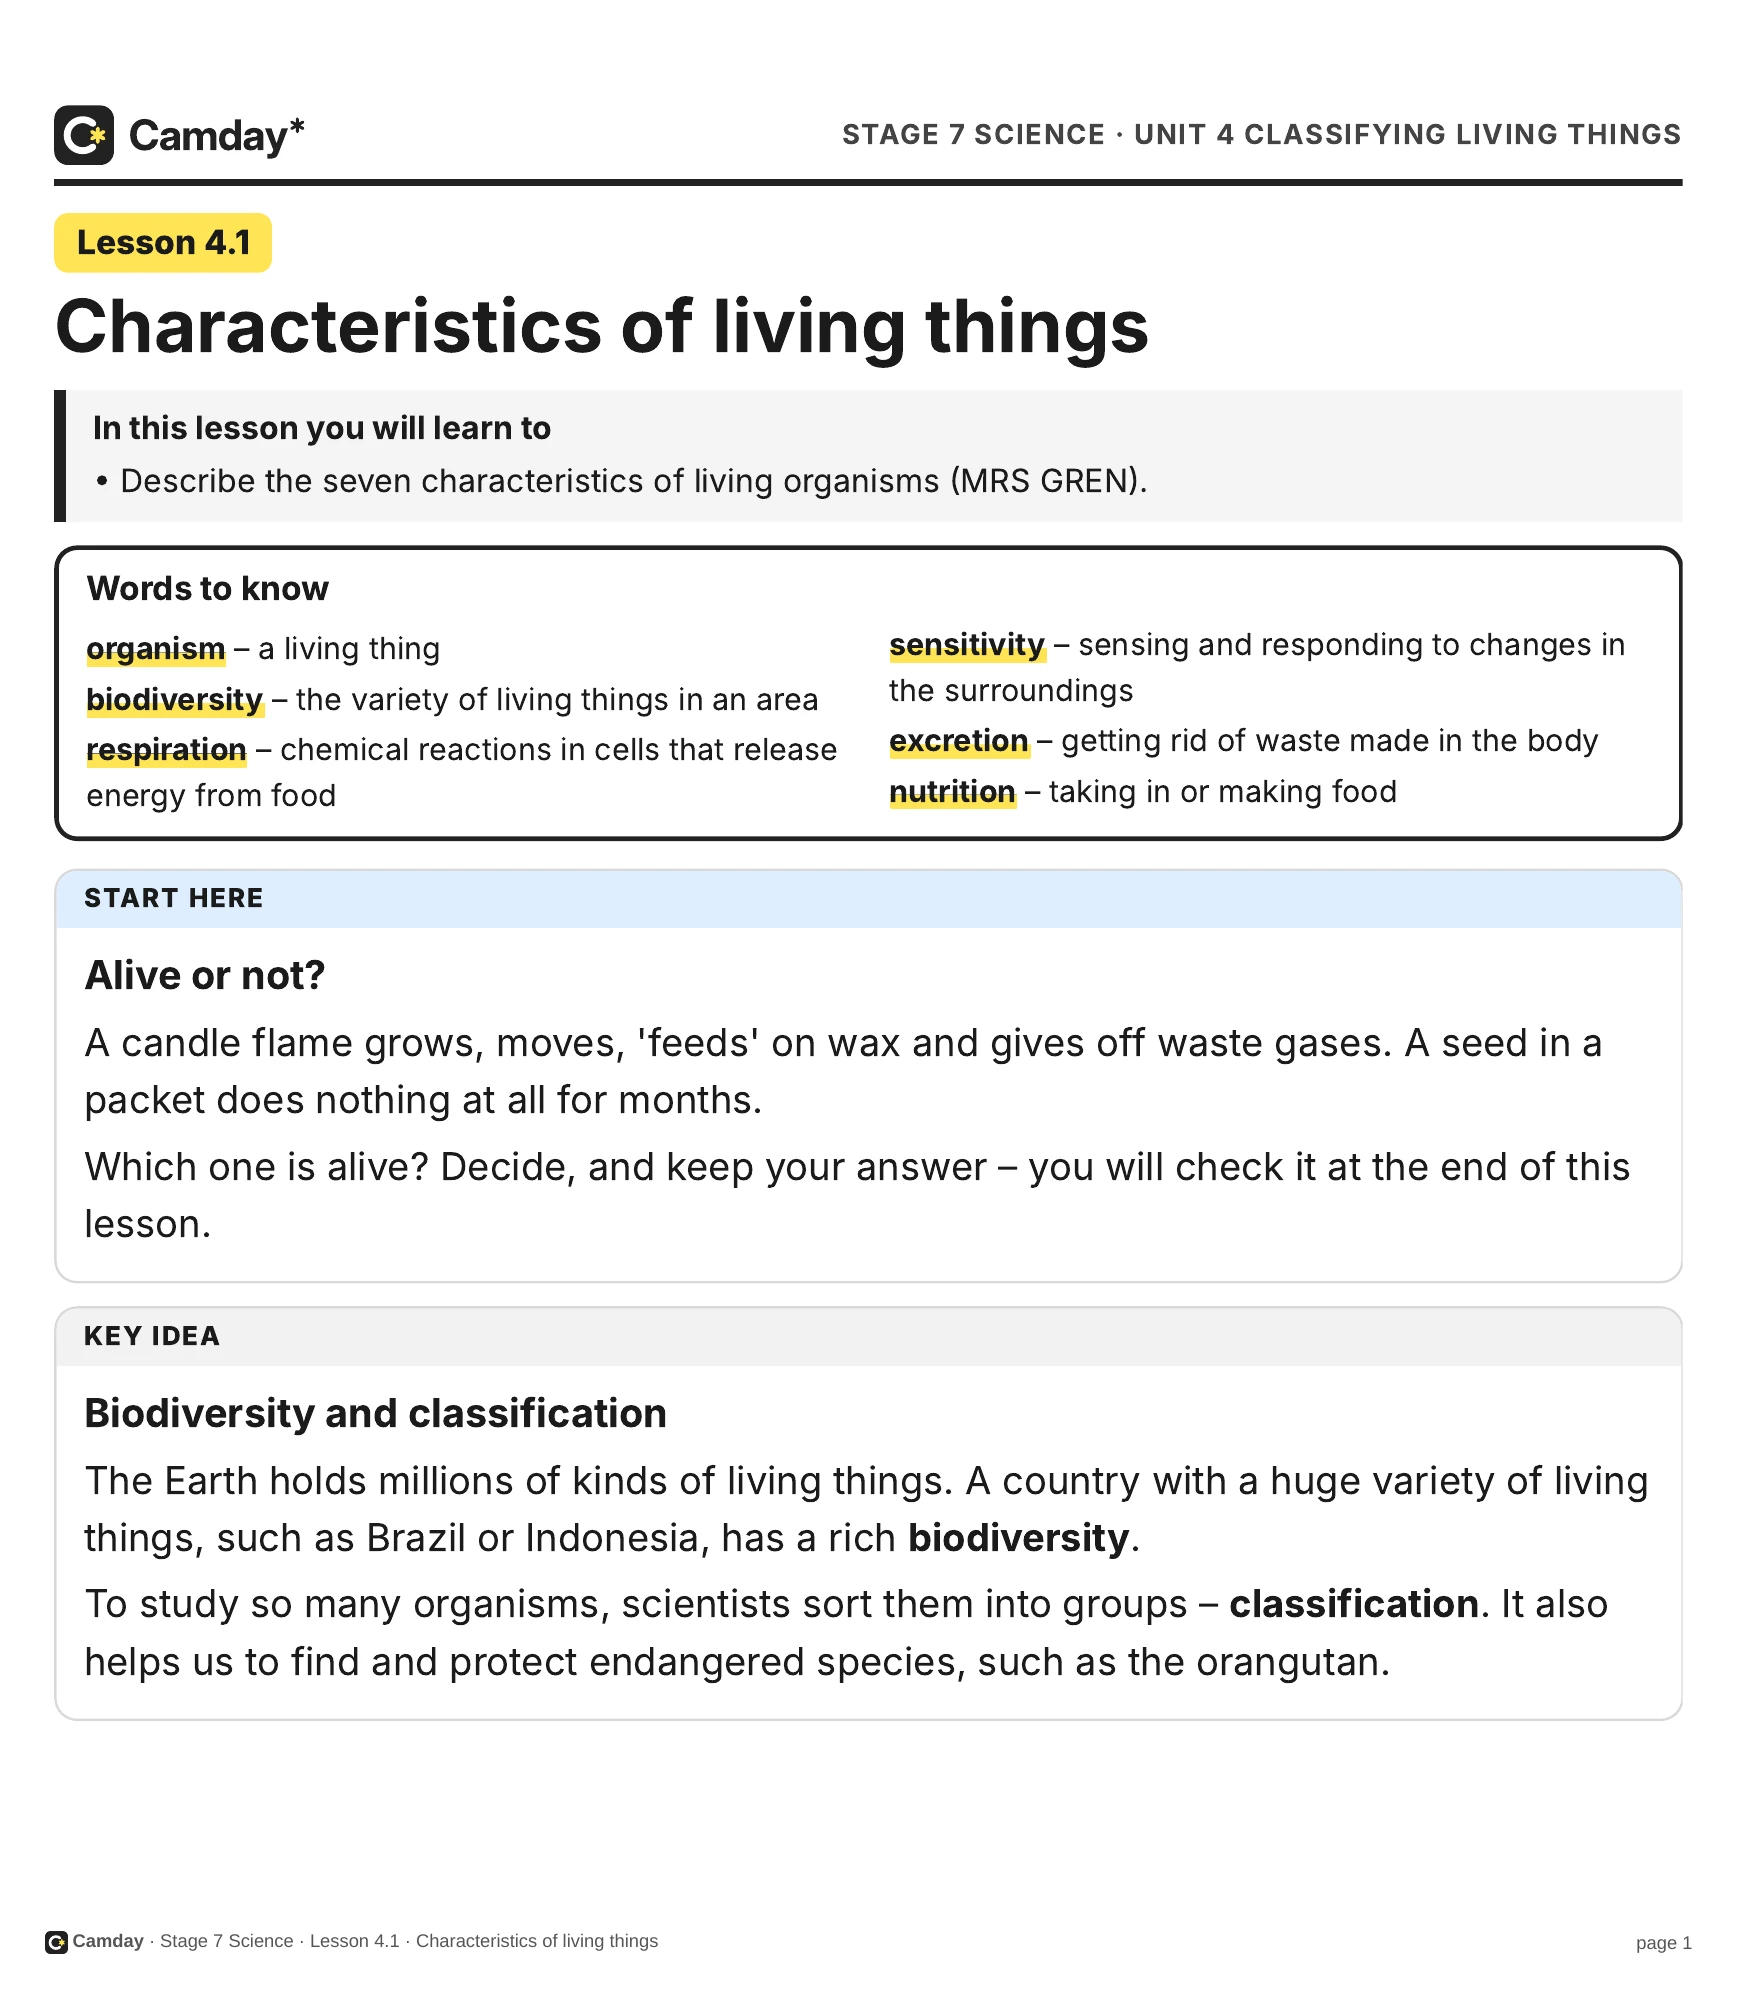 Camday*
STAGE 7 SCIENCE · UNIT 4 CLASSIFYING LIVING THINGS
Lesson 4.1
Characteristics of living things
In this lesson you will learn to
• Describe the seven characteristics of living organisms (MRS GREN).
Words to know
organism – a living thing
biodiversity – the variety of living things in an area
respiration – chemical reactions in cells that release
energy from food
sensitivity – sensing and responding to changes in
the surroundings
excretion – getting rid of waste made in the body
nutrition – taking in or making food
START HERE
Alive or not?
A candle flame grows, moves, 'feeds' on wax and gives off waste gases. A seed in a
packet does nothing at all for months.
Which one is alive? Decide, and keep your answer – you will check it at the end of this
lesson.
KEY IDEA
Biodiversity and classification
The Earth holds millions of kinds of living things. A country with a huge variety of living
things, such as Brazil or Indonesia, has a rich biodiversity.
To study so many organisms, scientists sort them into groups – classification. It also
helps us to find and protect endangered species, such as the orangutan.
Camday · Stage 7 Science · Lesson 4.1 · Characteristics of living things
page 1